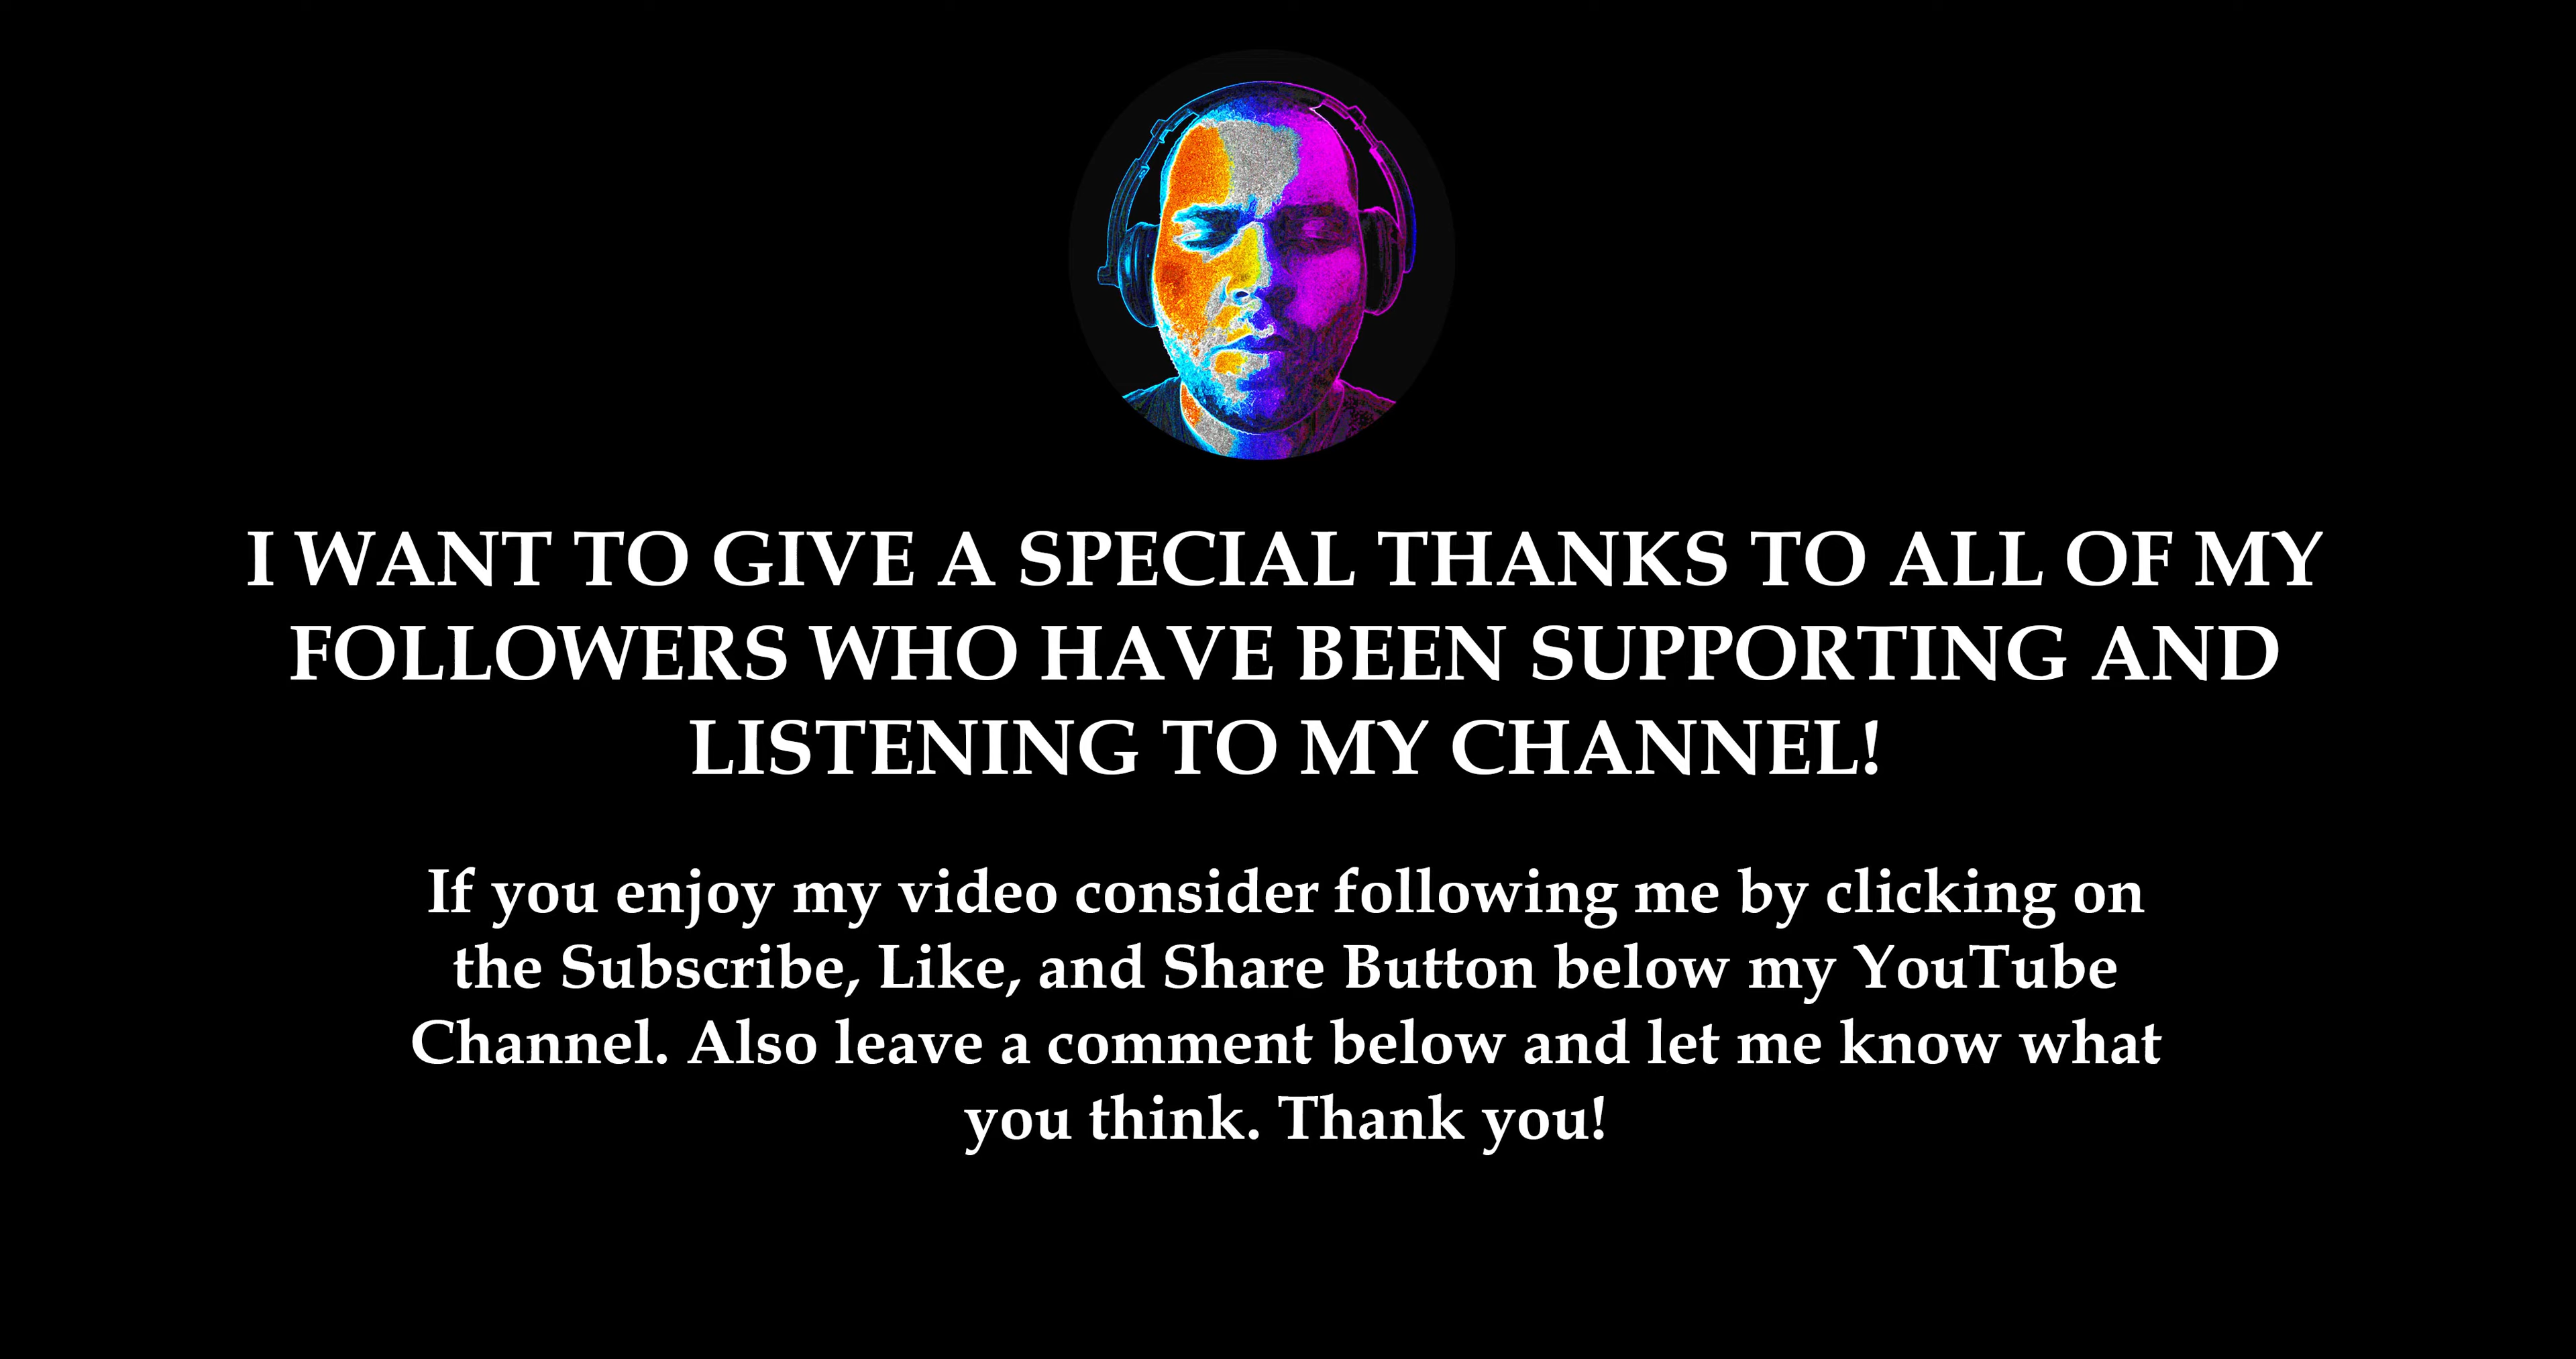 I WANT TO GIVE A SPECIAL THANKS TO ALL OF MY
FOLLOWERS WHO HAVE BEEN SUPPORTING AND
LISTENING TO MY CHANNEL!
If you enjoy my video consider following me by clicking on
the Subscribe, Like, and Share Button below my YouTube
Channel. Also leave a comment below and let me know what
you think. Thank you!